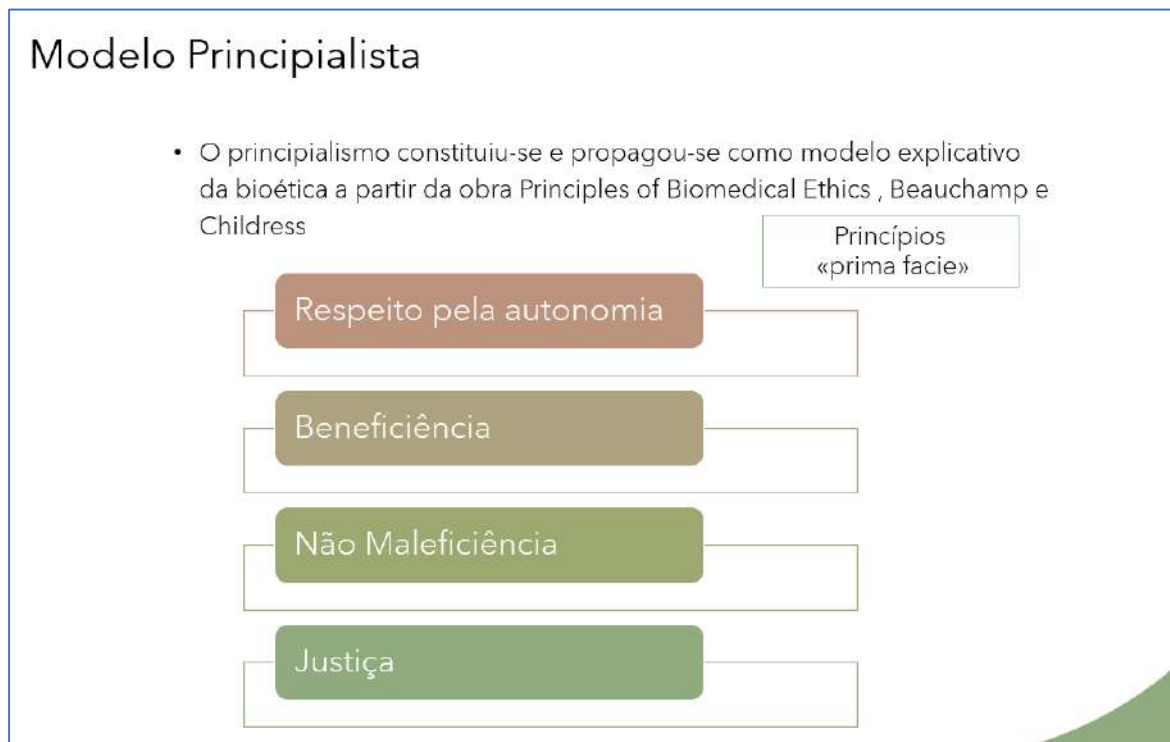 Modelo Principialista
• O principialismo constituiu-se e propagou-se como modelo explicativo
da bioética a partir da obra Principles of Biomedical Ethics , Beauchamp e
Childress
Princípios
«prima facie»
Respeito pela autonomia
Beneficiência
Não Maleficiência
Justiça